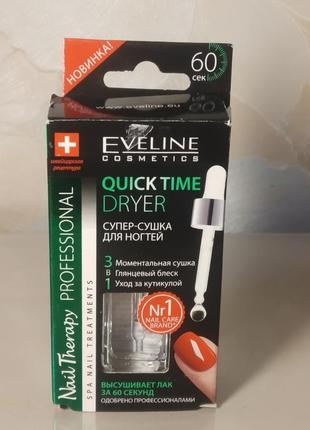 НОВИНКА!
60
сек
www.eveline.eu
EVELINE
COSMETICS
швейцарская
рецептура
QUICK TIME
DRYER
СУПЕР-СУШКА
ДЛЯ НОГТЕЙ
3 Моментальная сушка
в Глянцевый блеск
1 Уход за кутикулой
Nr1
NAIL CARE
BRAND*
Nail Therapy PROFESSIONAL
SPA NAIL TREATMENTS
ВЫСУШИВАЕТ ЛАК
ЗА 60 СЕКУНД
ОДОБРЕНО ПРОФЕССИОНАЛАМИ